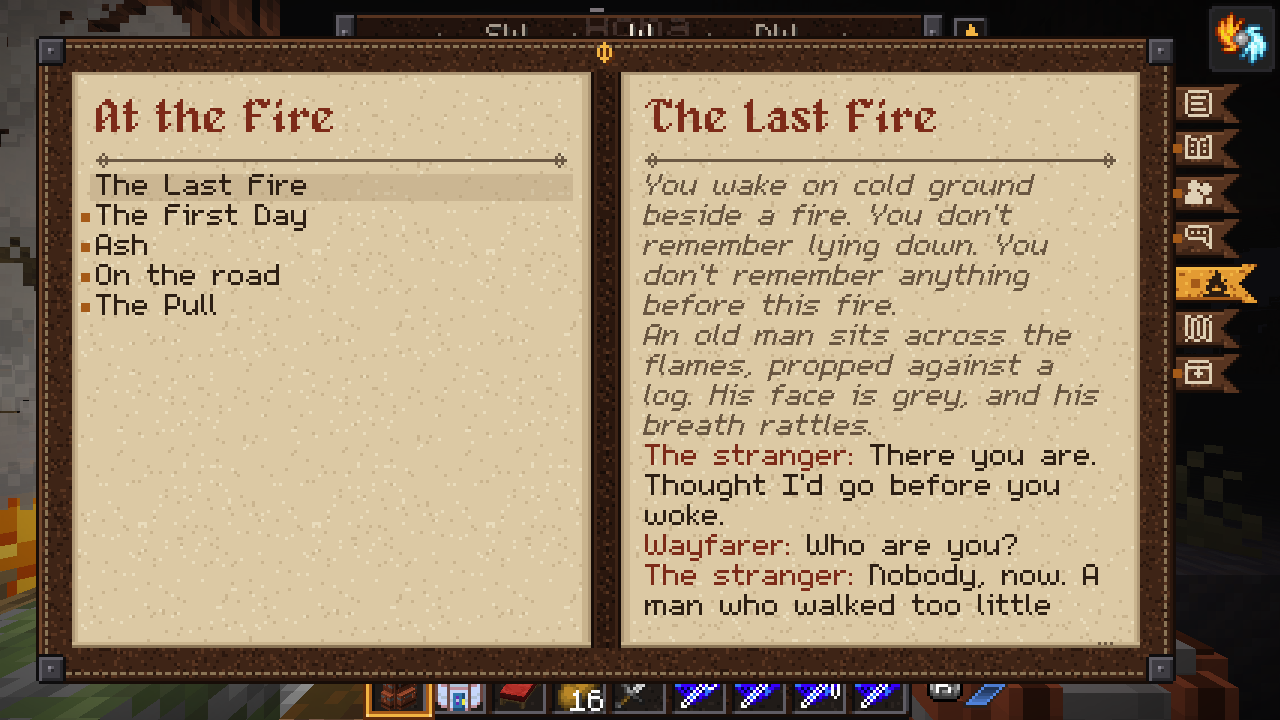 At the Fire
The Last Fire
The First Day
Ash
On the road
The Pull
The Last Fire
You wake on cold ground
beside a fire. You don't
remember lying down. You
don't remember anything
before this fire.
An old man sits across the
flames, propped against a
log. His face is grey, and his
breath rattles.
The stranger: There you are.
Thought I'd go before you
woke.
Wayfarer: Who are you?
The stranger: Nobody, now. A
man who walked too little
...
16